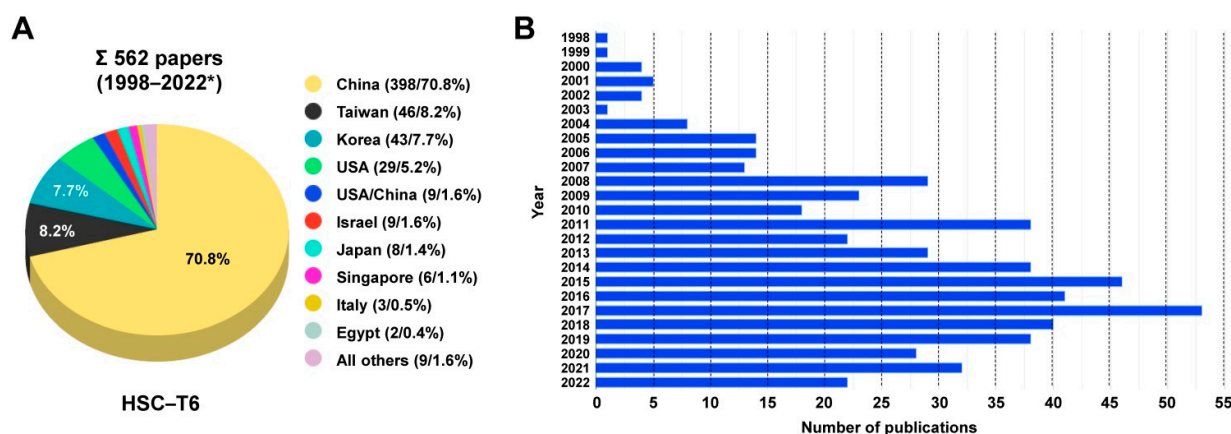 A
Σ 562 papers
(1998–2022*)
7.7%
8.2%
70.8%
HSC–T6
China (398/70.8%)
Taiwan (46/8.2%)
Korea (43/7.7%)
USA (29/5.2%)
USA/China (9/1.6%)
Israel (9/1.6%)
Japan (8/1.4%)
Singapore (6/1.1%)
Italy (3/0.5%)
Egypt (2/0.4%)
All others (9/1.6%)
B
Year
1998
1999
2000
2001
2002
2003
2004
2005
2006
2007
2008
2009
2010
2011
2012
2013
2014
2015
2016
2017
2018
2019
2020
2021
2022
0 5 10 15 20 25 30 35 40 45 50 55
Number of publications